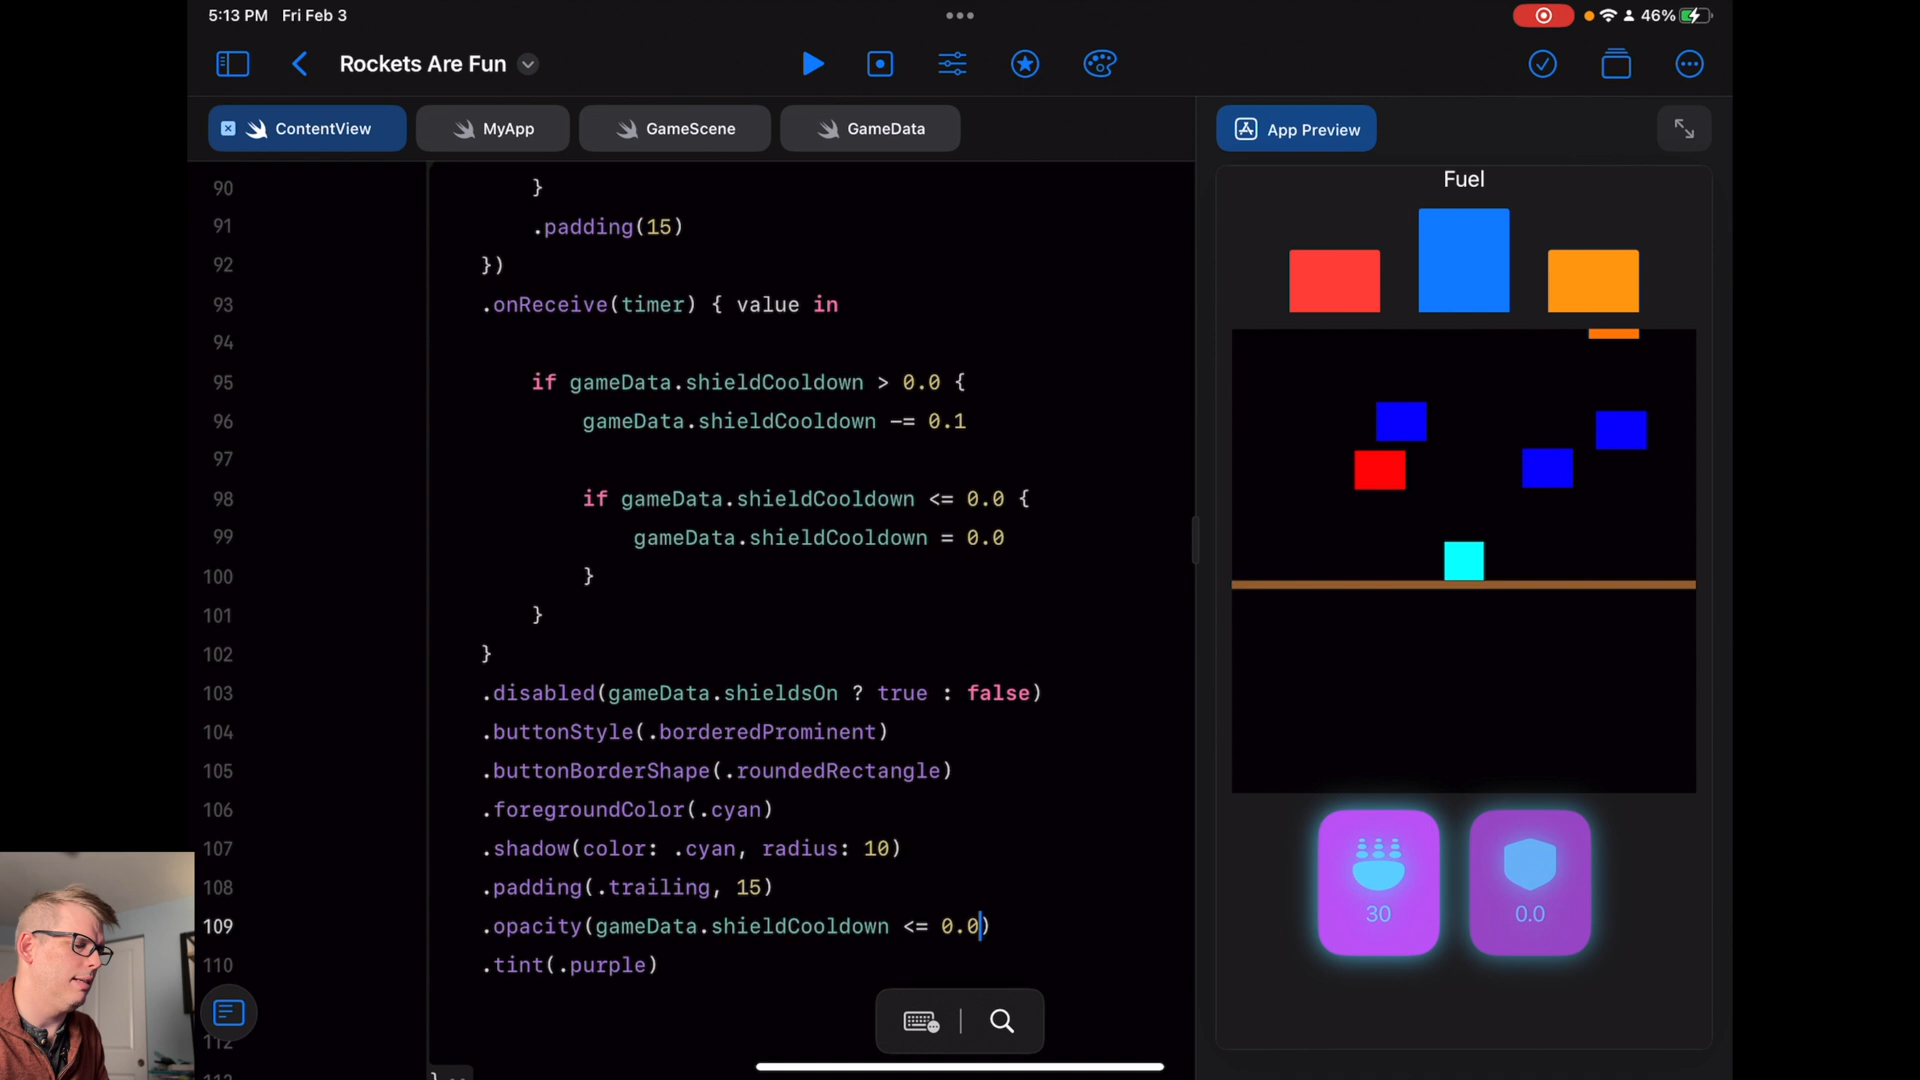 5:13 PM Fri Feb 3
46%
Rockets Are Fun
ContentView
MyApp
GameScene
GameData
App Preview
90 }
91 .padding(15)
92 })
93 .onReceive(timer) { value in
94
95 if gameData.shieldCooldown > 0.0 {
96 gameData.shieldCooldown -= 0.1
97
98 if gameData.shieldCooldown <= 0.0 {
99 gameData.shieldCooldown = 0.0
100 }
101 }
102 }
103 .disabled(gameData.shieldsOn ? true : false)
104 .buttonStyle(.borderedProminent)
105 .buttonBorderShape(.roundedRectangle)
106 .foregroundColor(.cyan)
107 .shadow(color: .cyan, radius: 10)
108 .padding(.trailing, 15)
109 .opacity(gameData.shieldCooldown <= 0.0)
110 .tint(.purple)
112
Fuel
30
0.0